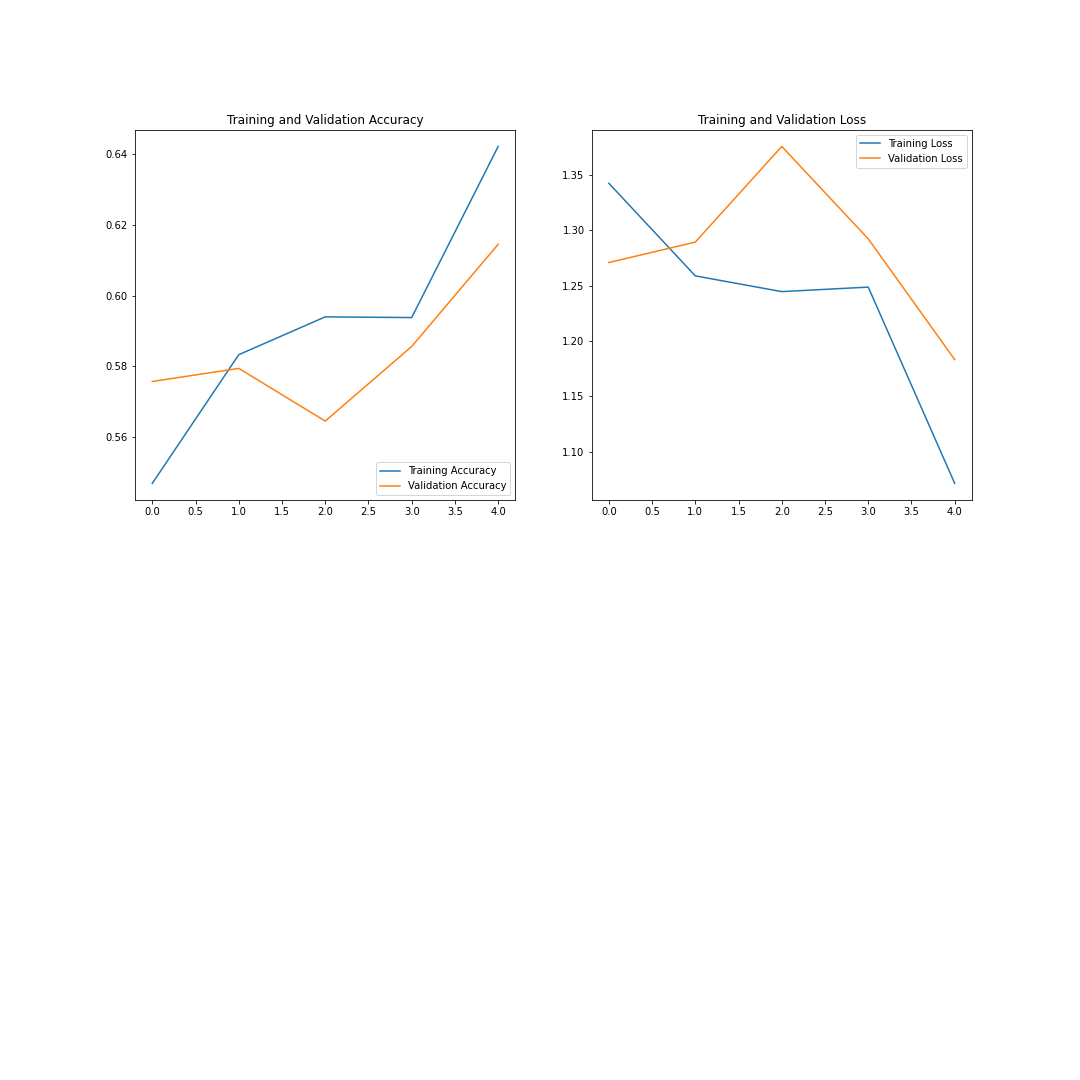 Training and Validation Accuracy
0.64
0.62
0.60
0.58
0.56
Training Accuracy
Validation Accuracy
0.0 0.5 1.0 1.5 2.0 2.5 3.0 3.5 4.0
Training and Validation Loss
Training Loss
Validation Loss
1.35
1.30
1.25
1.20
1.15
1.10
0.0 0.5 1.0 1.5 2.0 2.5 3.0 3.5 4.0